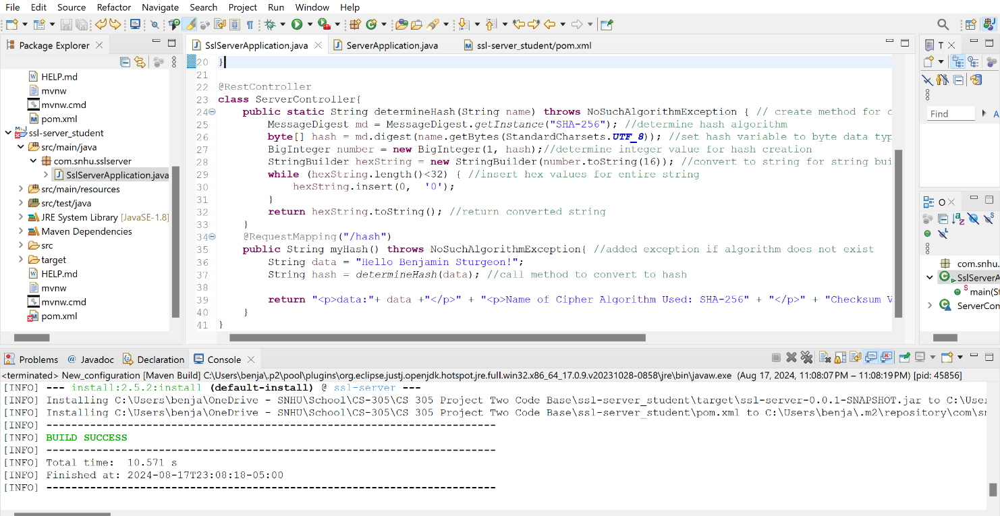 File Edit Source Refactor Navigate Search Project Run Window Help
Package Explorer
HELP.md
mvnw
mvnw.cmd
pom.xml
ssl-server_student
src/main/java
com.snhu.sslserver
SslServerApplication.java
src/main/resources
src/test/java
JRE System Library [JavaSE-1.8]
Maven Dependencies
src
target
HELP.md
mvnw
mvnw.cmd
pom.xml
SslServerApplication.java ServerApplication.java ssl-server_student/pom.xml
20 }
21
22 @RestController
23 class ServerController{
24 public static String determineHash(String name) throws NoSuchAlgorithmException { // create method for c
25 MessageDigest md = MessageDigest.getInstance("SHA-256"); //determine hash algorithm
26 byte[] hash = md.digest(name.getBytes(StandardCharsets.UTF_8)); //set hash variable to byte data typ
27 BigInteger number = new BigInteger(1, hash);//determine integer value for hash creation
28 StringBuilder hexString = new StringBuilder(number.toString(16)); //convert to string for string bui
29 while (hexString.length()<32) { //insert hex values for entire string
30 hexString.insert(0, '0');
31 }
32 return hexString.toString(); //return converted string
33 }
34 @RequestMapping("/hash")
35 public String myHash() throws NoSuchAlgorithmException{ //added exception if algorithm does not exist
36 String data = "Hello Benjamin Sturgeon!";
37 String hash = determineHash(data); //call method to convert to hash
38
39 return "<p>data:"+ data +"</p>" + "<p>Name of Cipher Algorithm Used: SHA-256" + "</p>" + "Checksum V
40 }
41 }
T
Find A
O
com.snhu.
SslServerA
main(St
ServerCon
Problems Javadoc Declaration Console
<terminated> New_configuration [Maven Build] C:\Users\benja\.p2\pool\plugins\org.eclipse.justj.openjdk.hotspot.jre.full.win32.x86_64_17.0.9.v20231028-0858\jre\bin\javaw.exe (Aug 17, 2024, 11:08:07 PM – 11:08:19 PM) [pid: 45856]
[INFO] --- install:2.5.2:install (default-install) @ ssl-server ---
[INFO] Installing C:\Users\benja\OneDrive - SNHU\School\CS-305\CS 305 Project Two Code Base\ssl-server_student\target\ssl-server-0.0.1-SNAPSHOT.jar to C:\User
[INFO] Installing C:\Users\benja\OneDrive - SNHU\School\CS-305\CS 305 Project Two Code Base\ssl-server_student\pom.xml to C:\Users\benja\.m2\repository\com\sn
[INFO] ------------------------------------------------------------------------
[INFO] BUILD SUCCESS
[INFO] ------------------------------------------------------------------------
[INFO] Total time:  10.571 s
[INFO] Finished at: 2024-08-17T23:08:18-05:00
[INFO] ------------------------------------------------------------------------